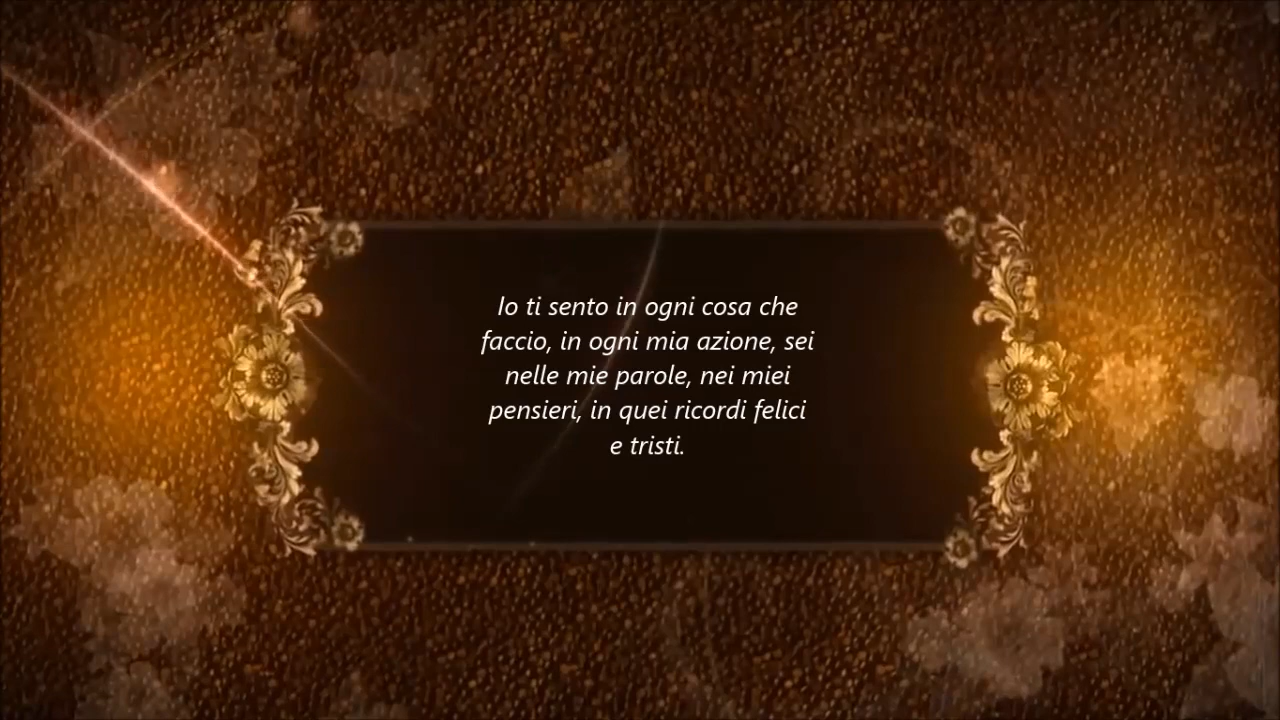 Io ti sento in ogni cosa che
faccio, in ogni mia azione, sei
nelle mie parole, nei miei
pensieri, in quei ricordi felici
e tristi.